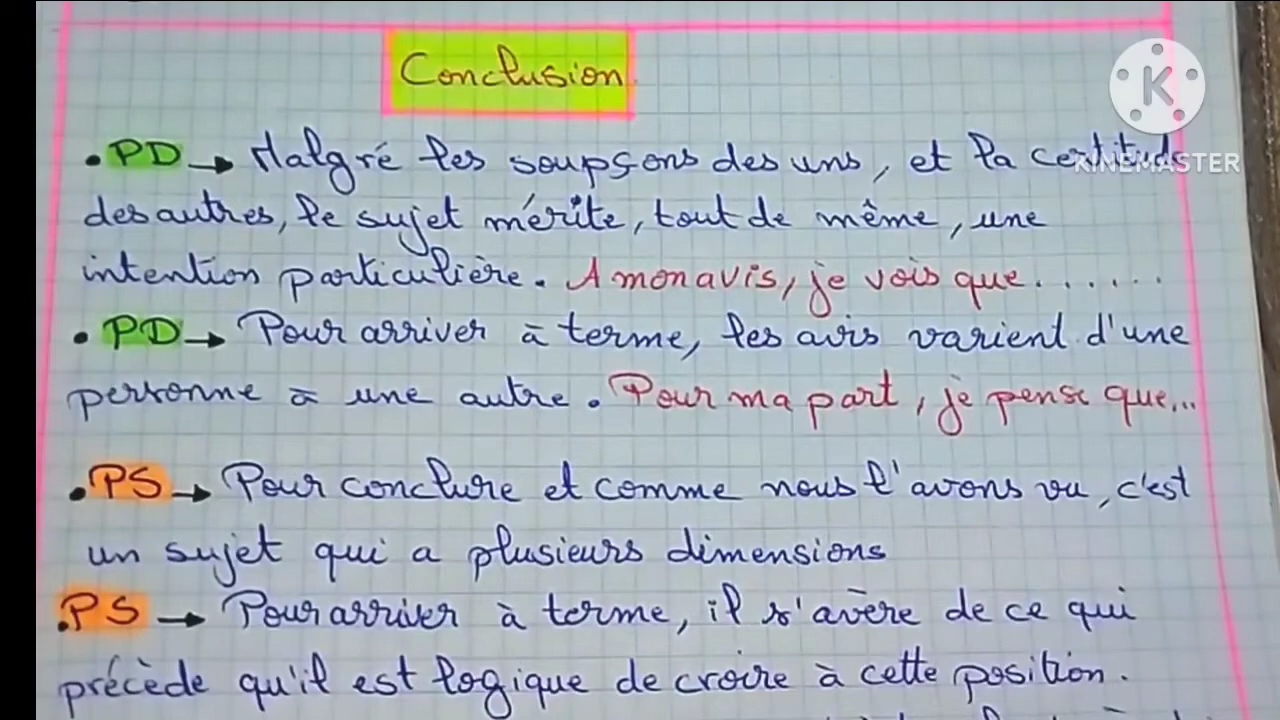 Conclusion
K
KINEMASTER
• PD → Malgré les soupçons des uns, et la certitude
des autres, le sujet mérite, tout de même, une
intention particulière. A mon avis, je vois que.......
• PD → Pour arriver à terme, les avis varient d'une
personne à une autre. Pour ma part, je pense que...
• PS → Pour conclure et comme nous l'avons vu, c'est
un sujet qui a plusieurs dimensions
• PS → Pour arriver à terme, il s'avère de ce qui
précède qu'il est logique de croire à cette position.